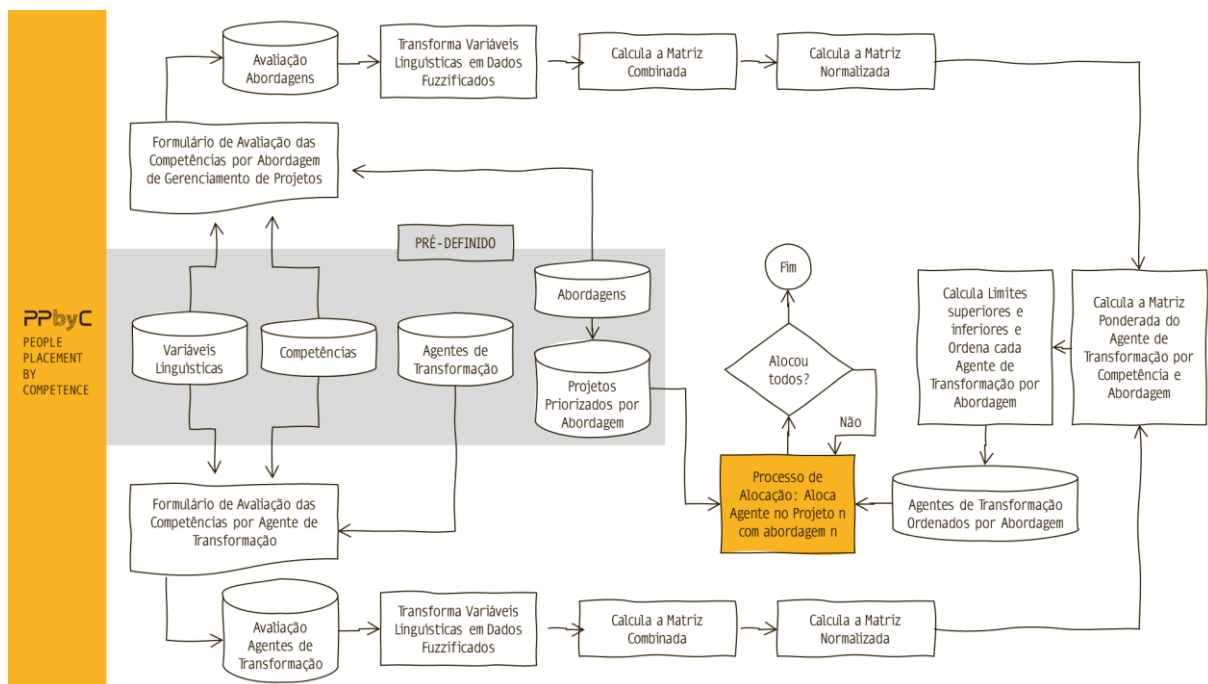 PPbyC
PEOPLE
PLACEMENT
BY
COMPETENCE
Avaliação
Abordagens
Transforma Variáveis
Linguísticas em Dados
Fuzzificados
Calcula a Matriz
Combinada
Calcula a Matriz
Normalizada
Formulário de Avaliação das
Competências por Abordagem
de Gerenciamento de Projetos
PRÉ-DEFINIDO
Variáveis
Linguisticas
Competências
Agentes de
Transformação
Abordagens
Projetos
Priorizados por
Abordagem
Fim
Alocou
todos?
Não
Calcula Limites
superiores e
inferiores e
Ordena cada
Agente de
Transformação por
Abordagem
Calcula a Matriz
Ponderada do
Agente de
Transformação por
Competência e
Abordagem
Processo de
Alocação: Aloca
Agente no Projeto n
com abordagem n
Agentes de Transformação
Ordenados por Abordagem
Formulário de Avaliação das
Competências por Agente de
Transformação
Avaliação
Agentes de
Transformação
Transforma Variáveis
Linguisticas em Dados
Fuzzificados
Calcula a Matriz
Combinada
Calcula a Matriz
Normalizada